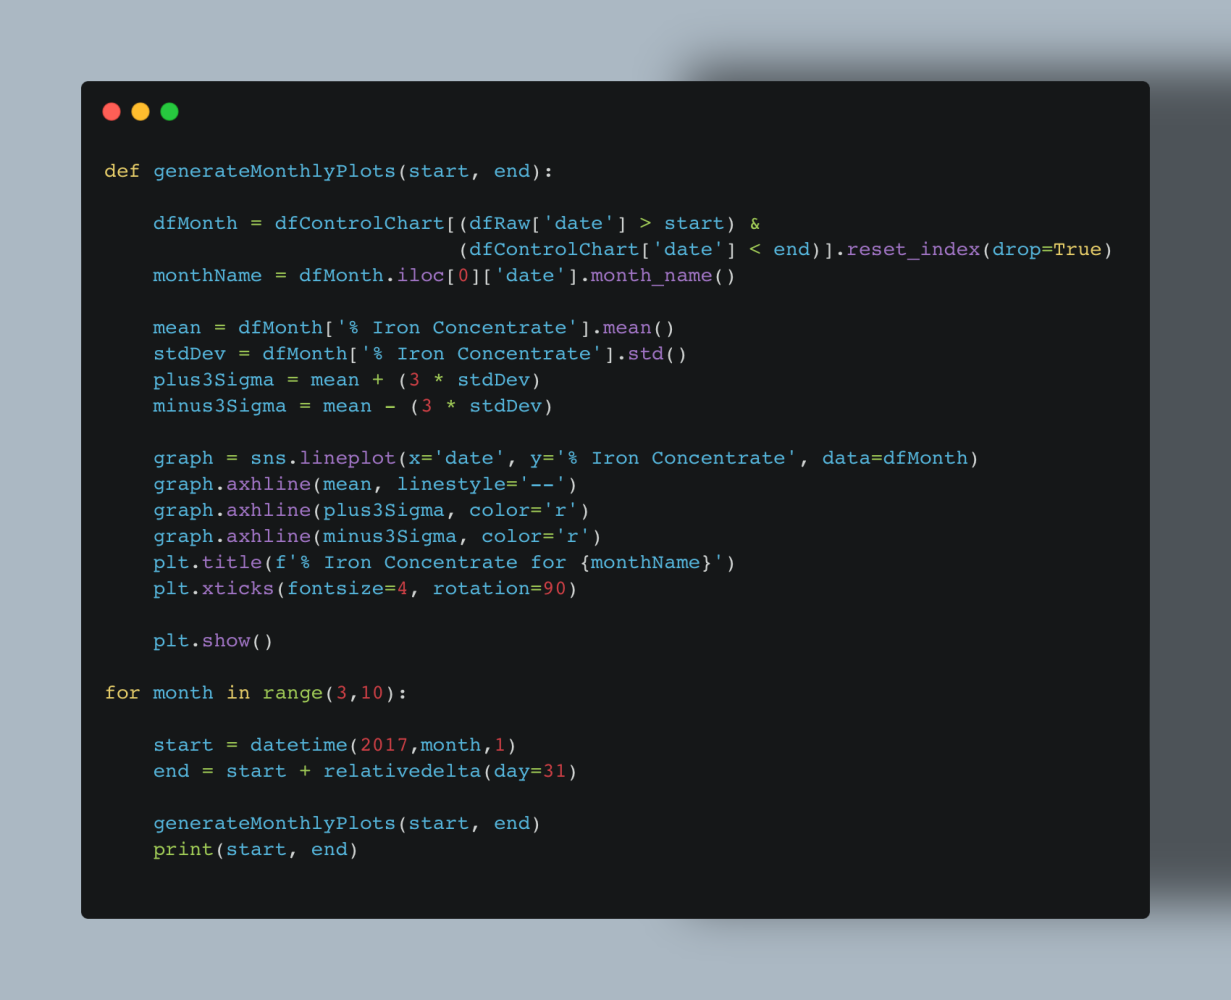 def generateMonthlyPlots(start, end):
    dfMonth = dfControlChart[(dfRaw['date'] > start) &
                             (dfControlChart['date'] < end)].reset_index(drop=True)
    monthName = dfMonth.iloc[0]['date'].month_name()
    mean = dfMonth['% Iron Concentrate'].mean()
    stdDev = dfMonth['% Iron Concentrate'].std()
    plus3Sigma = mean + (3 * stdDev)
    minus3Sigma = mean - (3 * stdDev)
    graph = sns.lineplot(x='date', y='% Iron Concentrate', data=dfMonth)
    graph.axhline(mean, linestyle='--')
    graph.axhline(plus3Sigma, color='r')
    graph.axhline(minus3Sigma, color='r')
    plt.title(f'% Iron Concentrate for {monthName}')
    plt.xticks(fontsize=4, rotation=90)
    plt.show()
for month in range(3,10):
    start = datetime(2017,month,1)
    end = start + relativedelta(day=31)
    generateMonthlyPlots(start, end)
    print(start, end)